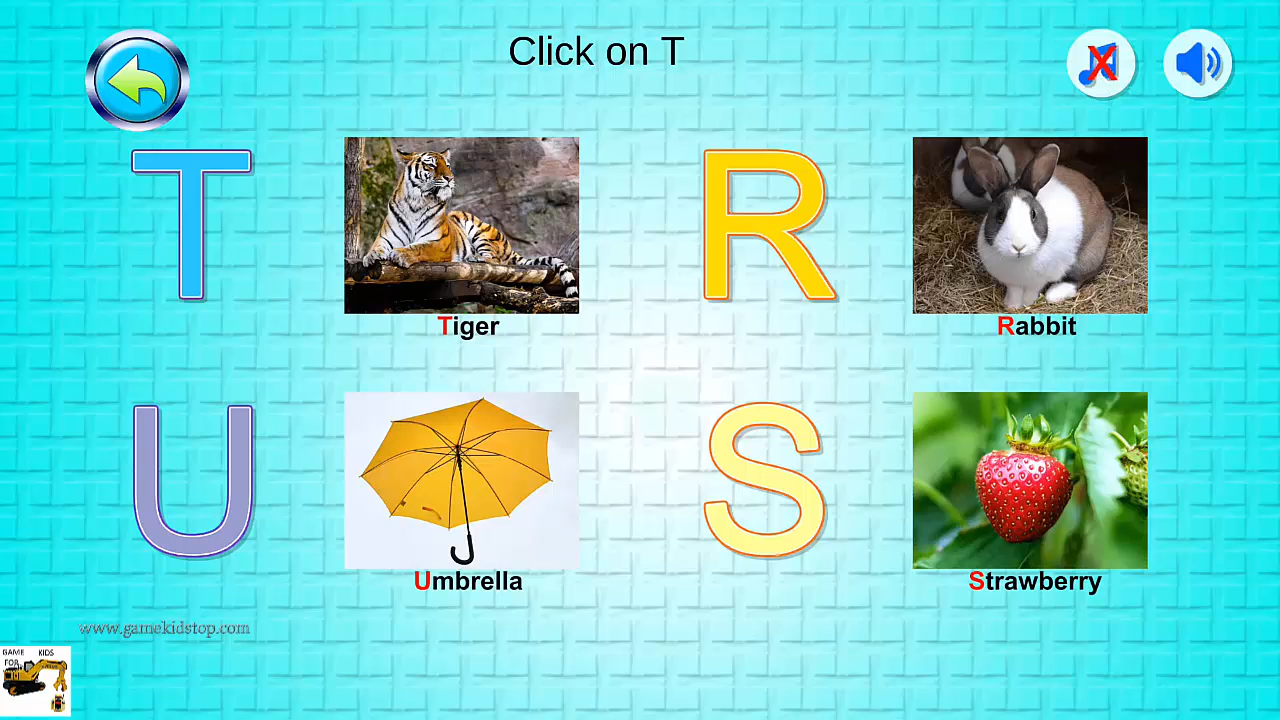 Click on T
T
Tiger
R
Rabbit
U
Umbrella
S
Strawberry
www.gamekidstop.com
GAME KIDS
FOR